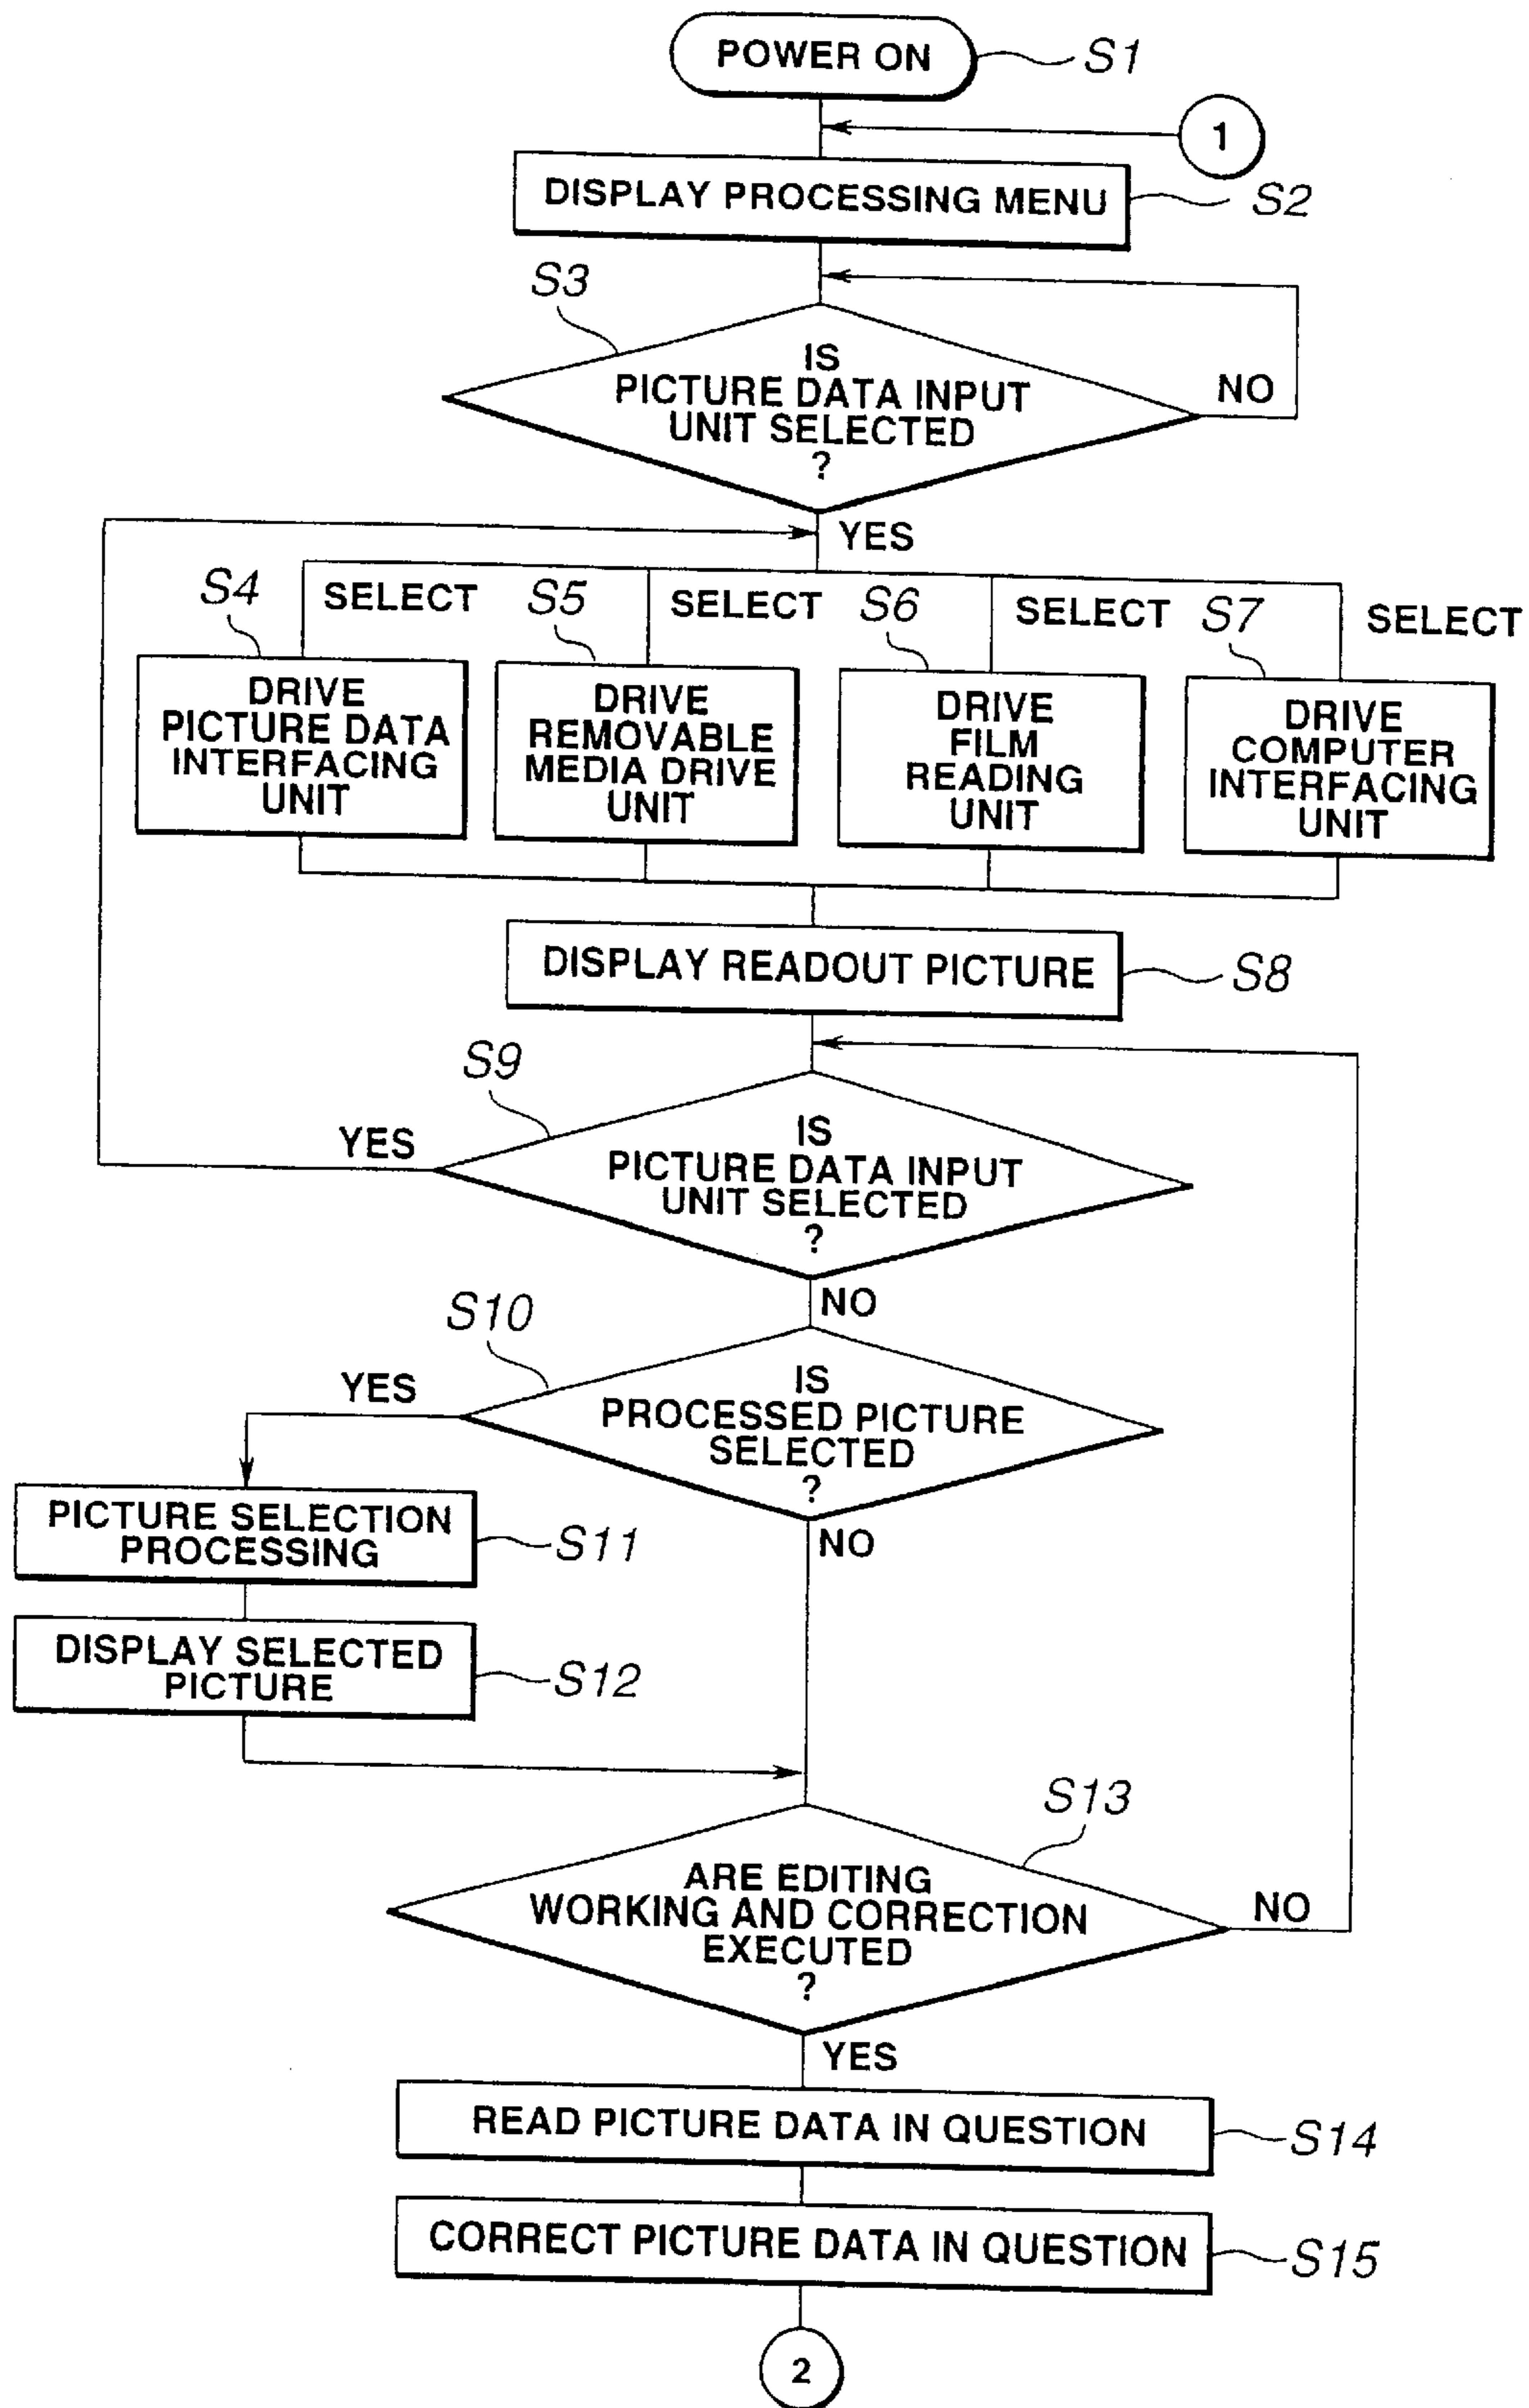 POWER ON
S1
1
DISPLAY PROCESSING MENU
S2
S3
IS
PICTURE DATA INPUT
UNIT SELECTED
?
NO
YES
S4
SELECT
S5
SELECT
S6
SELECT
S7
SELECT
DRIVE
PICTURE DATA
INTERFACING
UNIT
DRIVE
REMOVABLE
MEDIA DRIVE
UNIT
DRIVE
FILM
READING
UNIT
DRIVE
COMPUTER
INTERFACING
UNIT
DISPLAY READOUT PICTURE
S8
S9
YES
IS
PICTURE DATA INPUT
UNIT SELECTED
?
NO
S10
YES
IS
PROCESSED PICTURE
SELECTED
?
NO
PICTURE SELECTION
PROCESSING
S11
DISPLAY SELECTED
PICTURE
S12
S13
ARE EDITING
WORKING AND CORRECTION
EXECUTED
?
NO
YES
READ PICTURE DATA IN QUESTION
S14
CORRECT PICTURE DATA IN QUESTION
S15
2